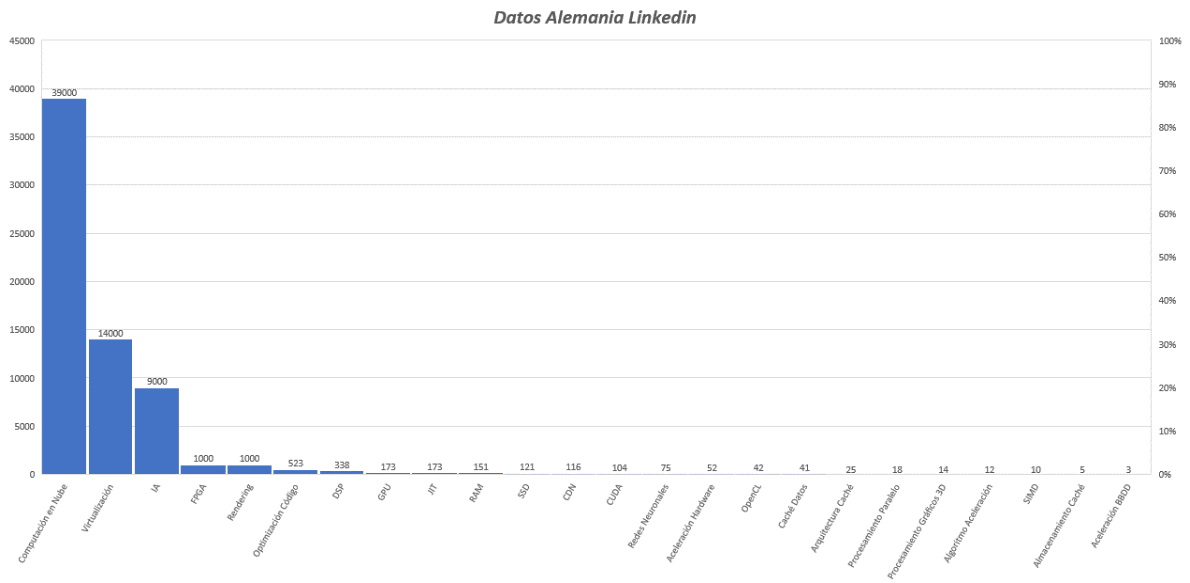 Datos Alemania Linkedin
45000
40000
35000
30000
25000
20000
15000
10000
5000
0
100%
90%
80%
70%
60%
50%
40%
30%
20%
10%
0%
39000
14000
9000
1000
1000
523
338
173
173
151
121
116
104
75
52
42
41
25
18
14
12
10
5
3
Computación en Nube
Virtualización
IA
FPGA
Rendering
Optimización Código
DSP
GPU
JIT
RAM
SSD
CDN
CUDA
Redes Neuronales
Aceleración Hardware
OpenCL
Caché Datos
Arquitectura Caché
Procesamiento Paralelo
Procesamiento Gráficos 3D
Algoritmo Aceleración
SIMD
Almacenamiento Caché
Aceleración BBDD